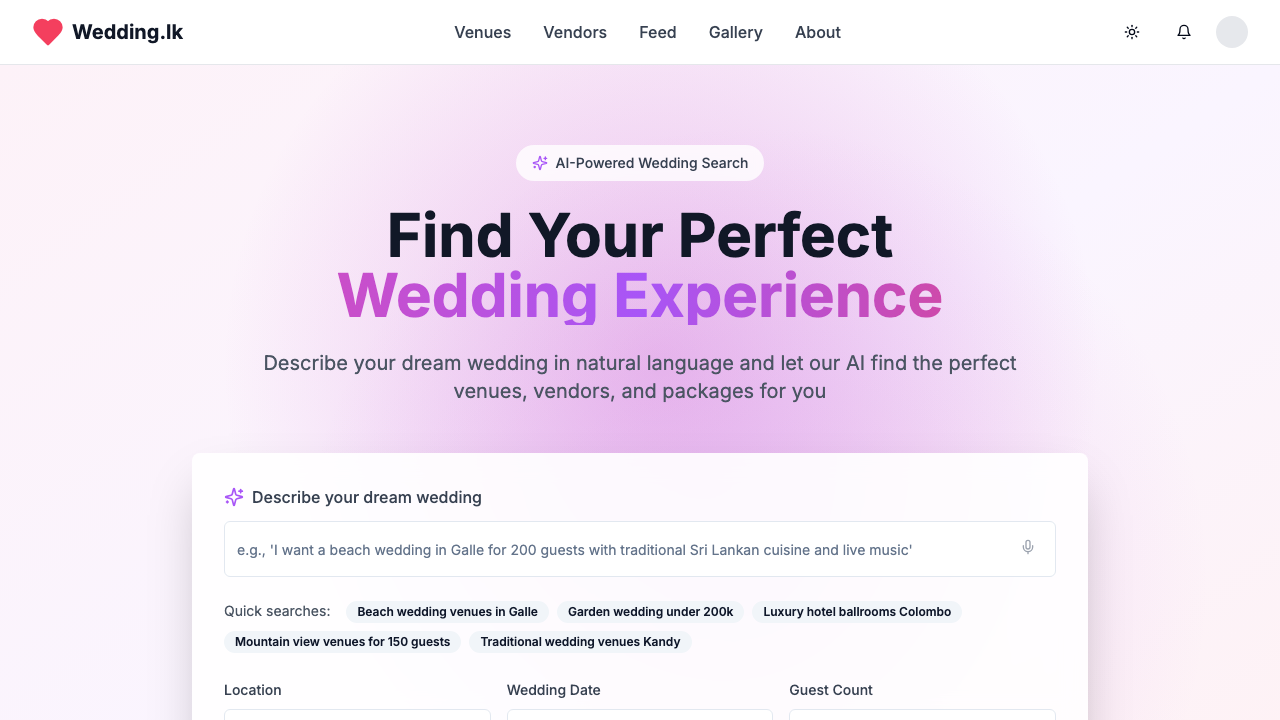 Wedding.lk
Venues Vendors Feed Gallery About
AI-Powered Wedding Search
Find Your Perfect
Wedding Experience
Describe your dream wedding in natural language and let our AI find the perfect
venues, vendors, and packages for you
Describe your dream wedding
e.g., 'I want a beach wedding in Galle for 200 guests with traditional Sri Lankan cuisine and live music'
Quick searches: Beach wedding venues in Galle Garden wedding under 200k Luxury hotel ballrooms Colombo
Mountain view venues for 150 guests Traditional wedding venues Kandy
Location Wedding Date Guest Count